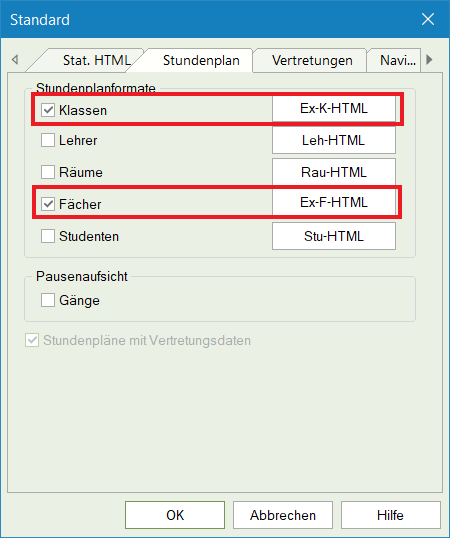 Standard
Stat. HTML Stundenplan Vertretungen Navi...
Stundenplanformate
Klassen Ex-K-HTML
Lehrer Leh-HTML
Räume Rau-HTML
Fächer Ex-F-HTML
Studenten Stu-HTML
Pausenaufsicht
Gänge
Stundenpläne mit Vertretungsdaten
OK Abbrechen Hilfe